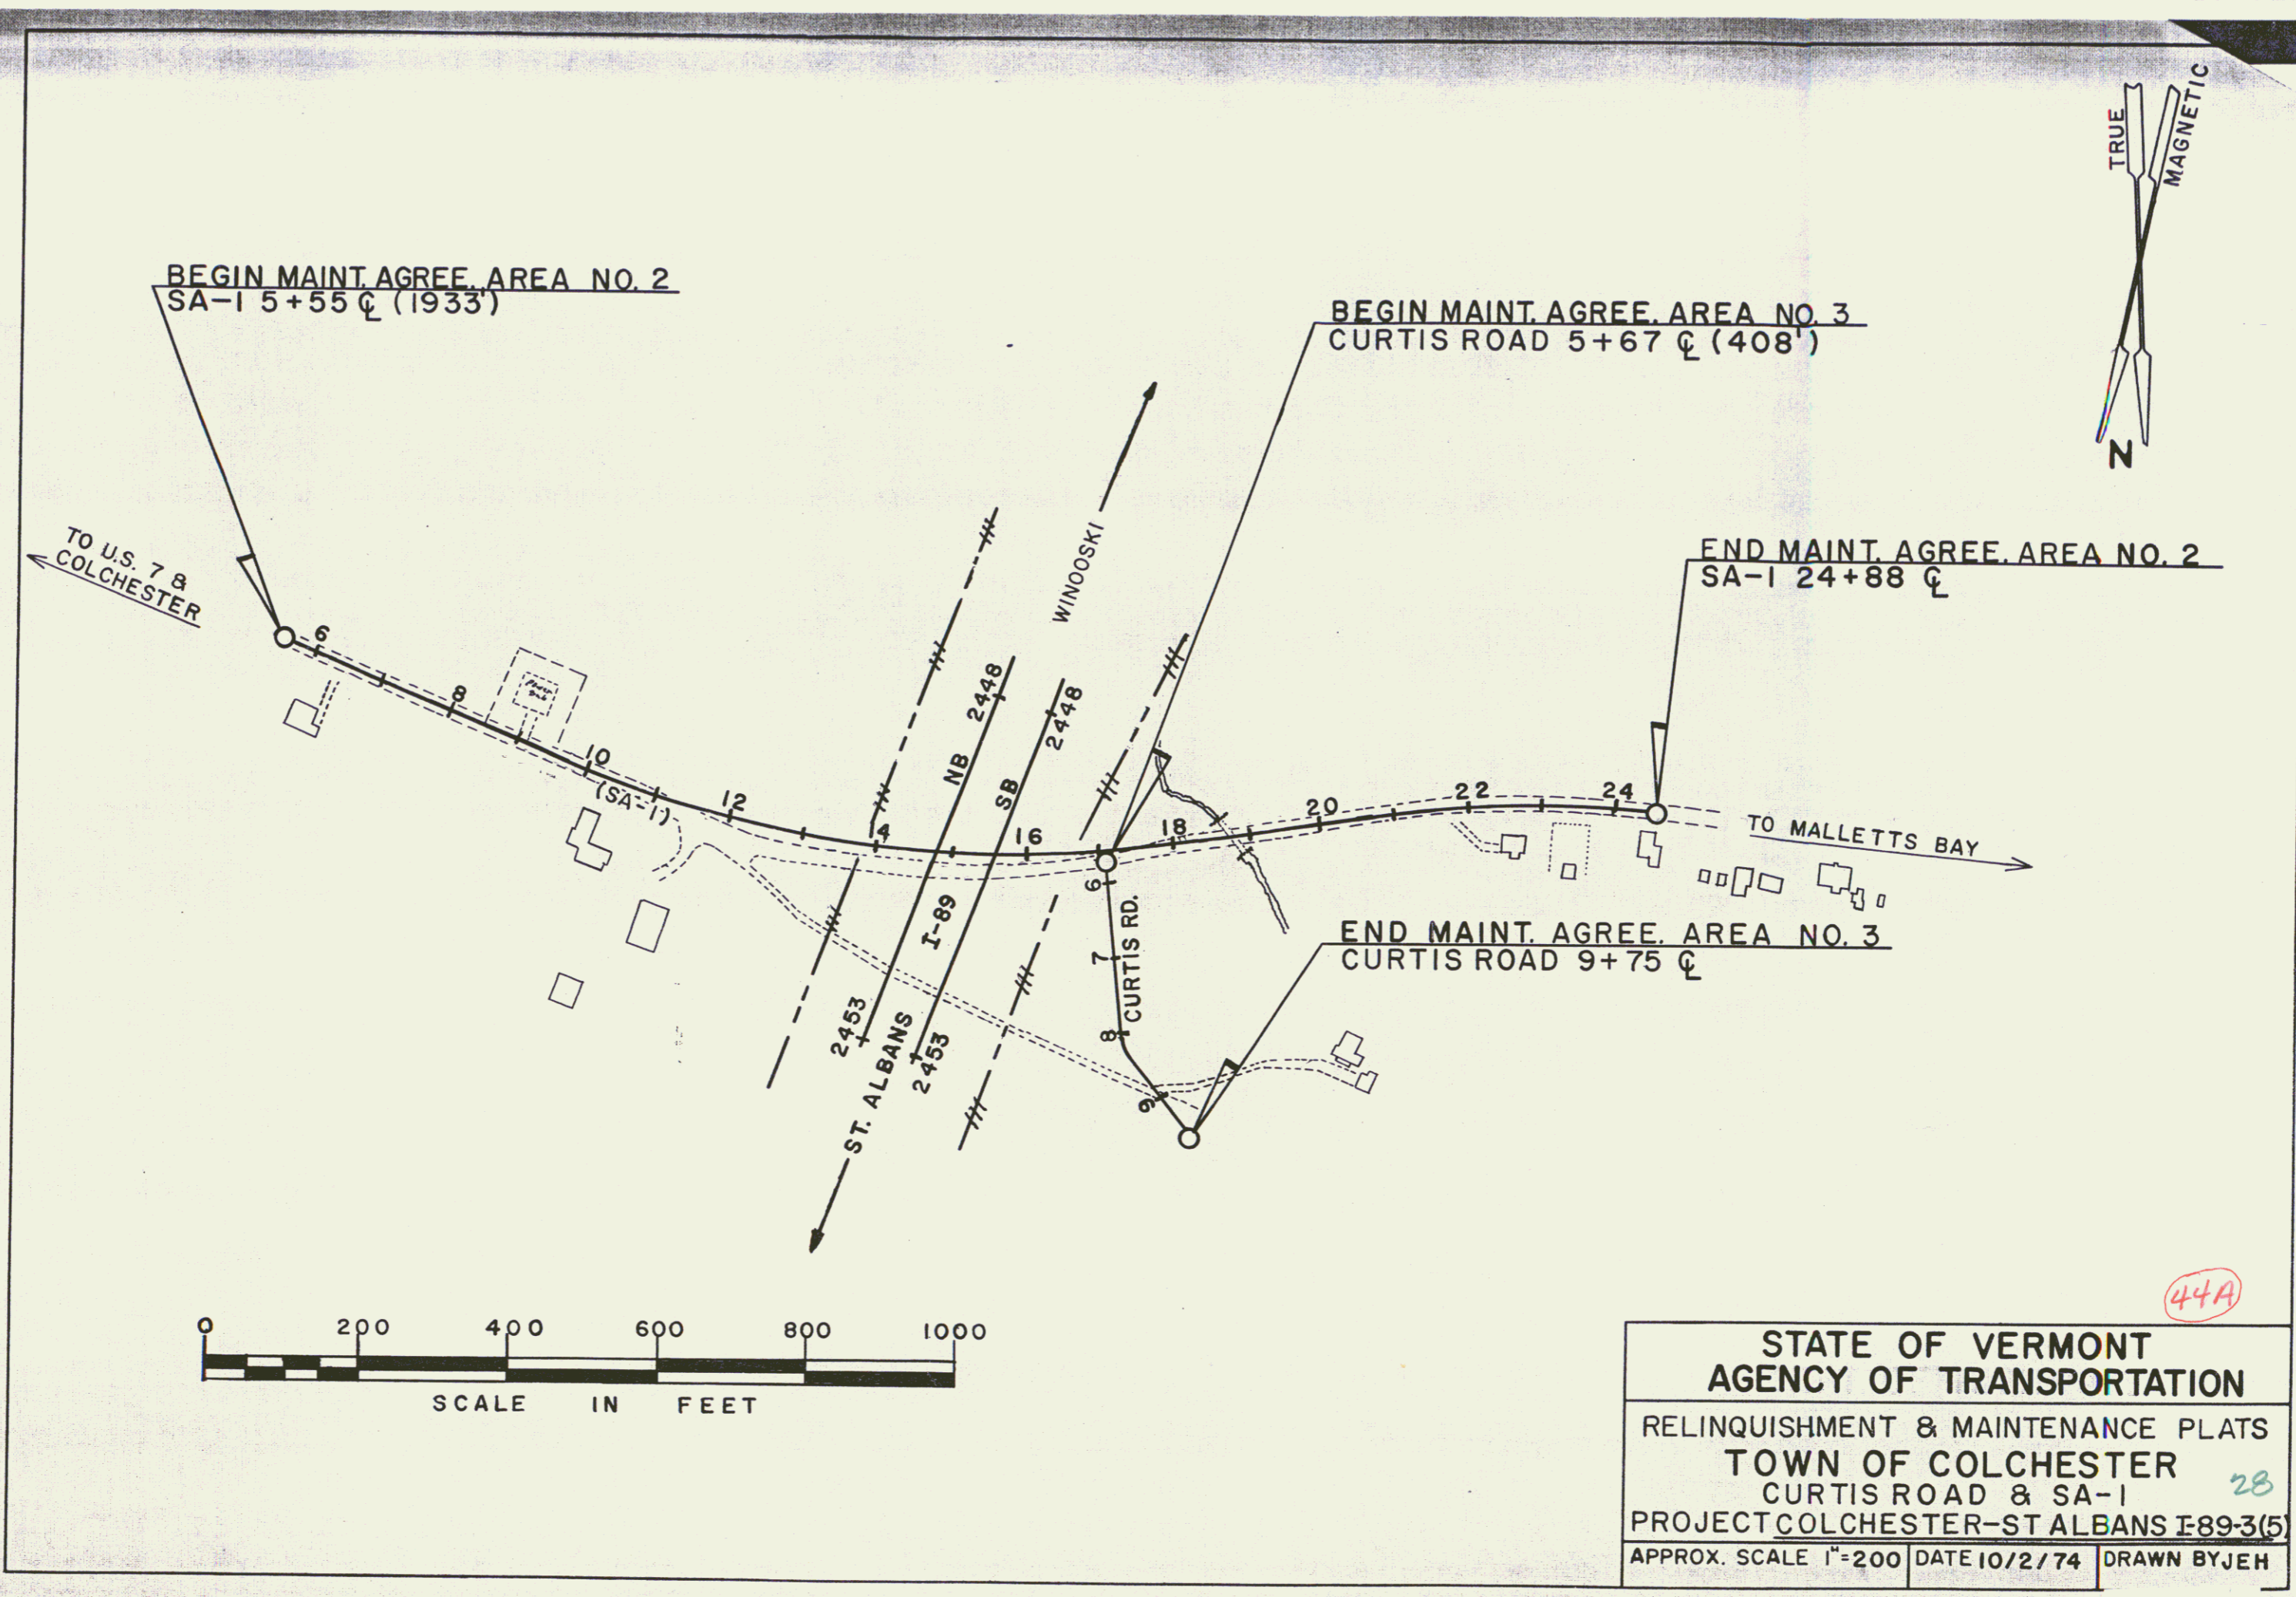 TRUE
MAGNETIC
N
BEGIN MAINT. AGREE. AREA NO. 2
SA-1 5+55 ℄ (1933')
BEGIN MAINT. AGREE. AREA NO. 3
CURTIS ROAD 5+67 ℄ (408')
END MAINT. AGREE. AREA NO. 2
SA-1 24+88 ℄
TO U.S. 7 &
COLCHESTER
WINOOSKI
6
8
10
(SA-1)
12
14
16
18
20
22
24
NB
2448
SB
2448
TO MALLETTS BAY
I-89
2453
2453
ST. ALBANS
6
7
8
9
CURTIS RD.
END MAINT. AGREE. AREA NO. 3
CURTIS ROAD 9+75 ℄
0 200 400 600 800 1000
SCALE IN FEET
44A
STATE OF VERMONT
AGENCY OF TRANSPORTATION
RELINQUISHMENT & MAINTENANCE PLATS
TOWN OF COLCHESTER
28
CURTIS ROAD & SA-1
PROJECT COLCHESTER-ST ALBANS I-89-3(5)
APPROX. SCALE 1"=200 DATE 10/2/74 DRAWN BY JEH